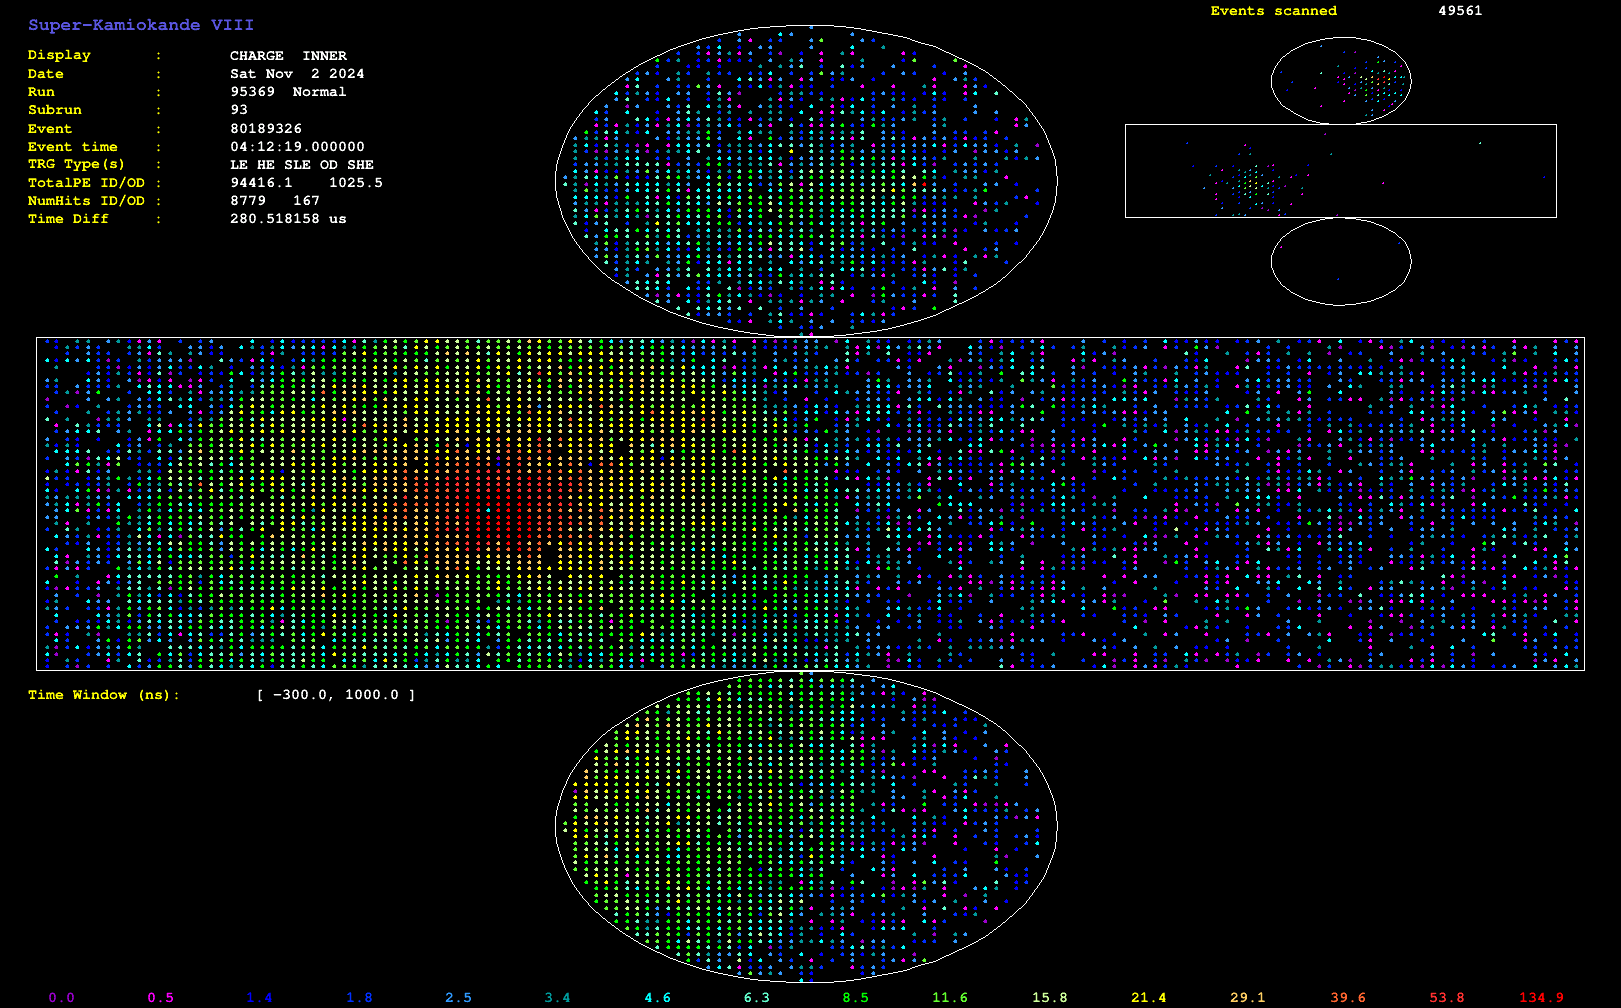 Super-Kamiokande VIII
Events scanned 49561
Display : CHARGE INNER
Date : Sat Nov 2 2024
Run : 95369 Normal
Subrun : 93
Event : 80189326
Event time : 04:12:19.000000
TRG Type(s) : LE HE SLE OD SHE
TotalPE ID/OD : 94416.1 1025.5
NumHits ID/OD : 8779 167
Time Diff : 280.518158 us
Time Window (ns): [ −300.0, 1000.0 ]
0.0 0.5 1.4 1.8 2.5 3.4 4.6 6.3 8.5 11.6 15.8 21.4 29.1 39.6 53.8 134.9